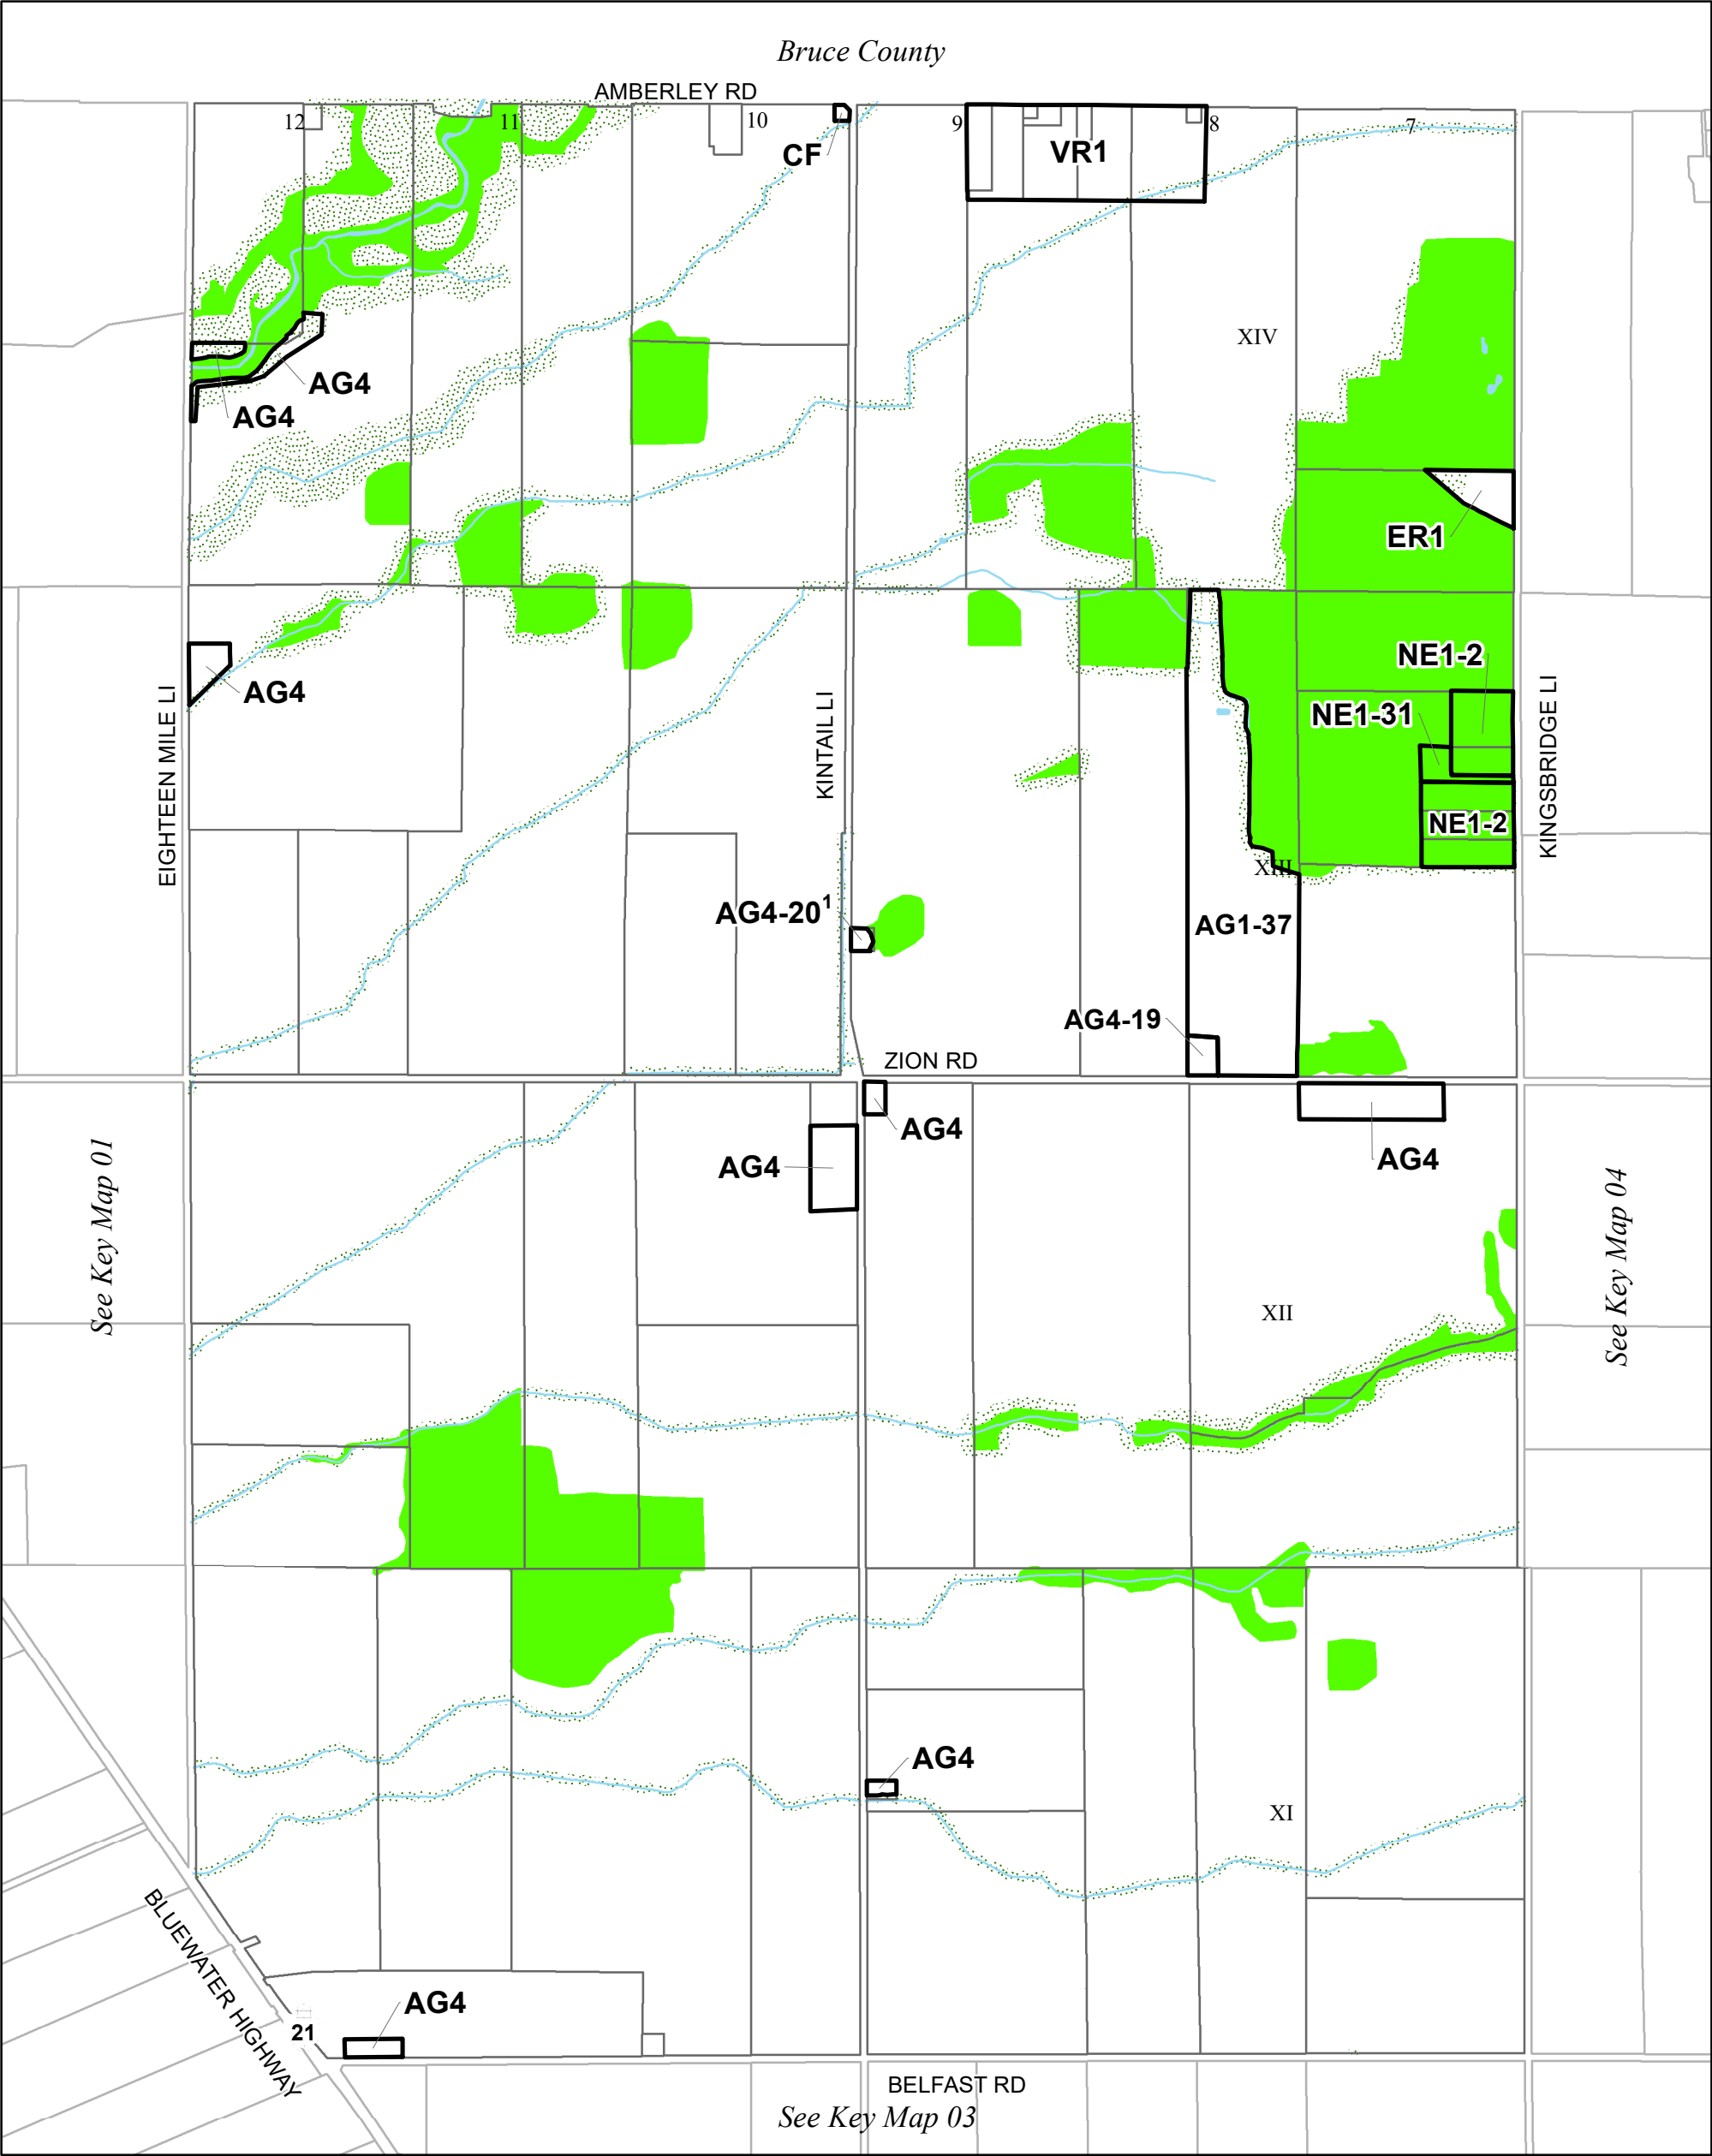 Bruce County
AMBERLEY RD
12
11
10
9
8
7
CF
VR1
XIV
AG4
AG4
ER1
NE1-2
AG4
NE1-31
EIGHTEEN MILE LI
KINTAIL LI
KINGSBRIDGE LI
NE1-2
XIII
AG4-20¹
AG1-37
AG4-19
ZION RD
AG4
AG4
AG4
See Key Map 01
See Key Map 04
XII
AG4
XI
BLUEWATER HIGHWAY
21
AG4
BELFAST RD
See Key Map 03